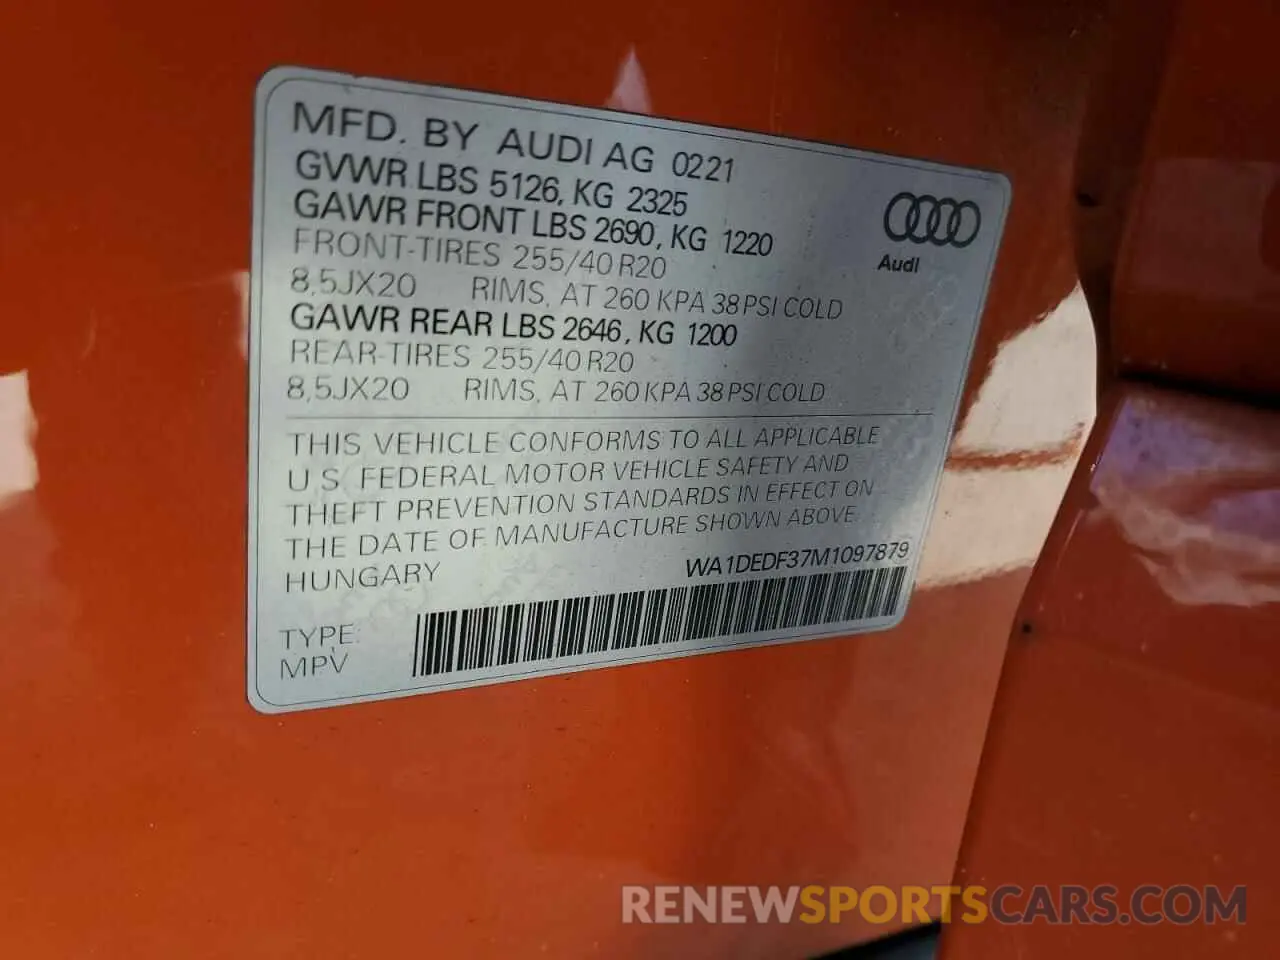 MFD. BY AUDI AG 0221
GVWR LBS 5126, KG 2325
GAWR FRONT LBS 2690, KG 1220
FRONT-TIRES 255/40 R20
8,5JX20 RIMS, AT 260 KPA 38 PSI COLD
GAWR REAR LBS 2646, KG 1200
REAR-TIRES 255/40 R20
8,5JX20 RIMS, AT 260 KPA 38 PSI COLD
Audi
THIS VEHICLE CONFORMS TO ALL APPLICABLE
U.S. FEDERAL MOTOR VEHICLE SAFETY AND
THEFT PREVENTION STANDARDS IN EFFECT ON
THE DATE OF MANUFACTURE SHOWN ABOVE.
HUNGARY WA1DEDF37M1097879
TYPE:
MPV
RENEWSPORTSCARS.COM